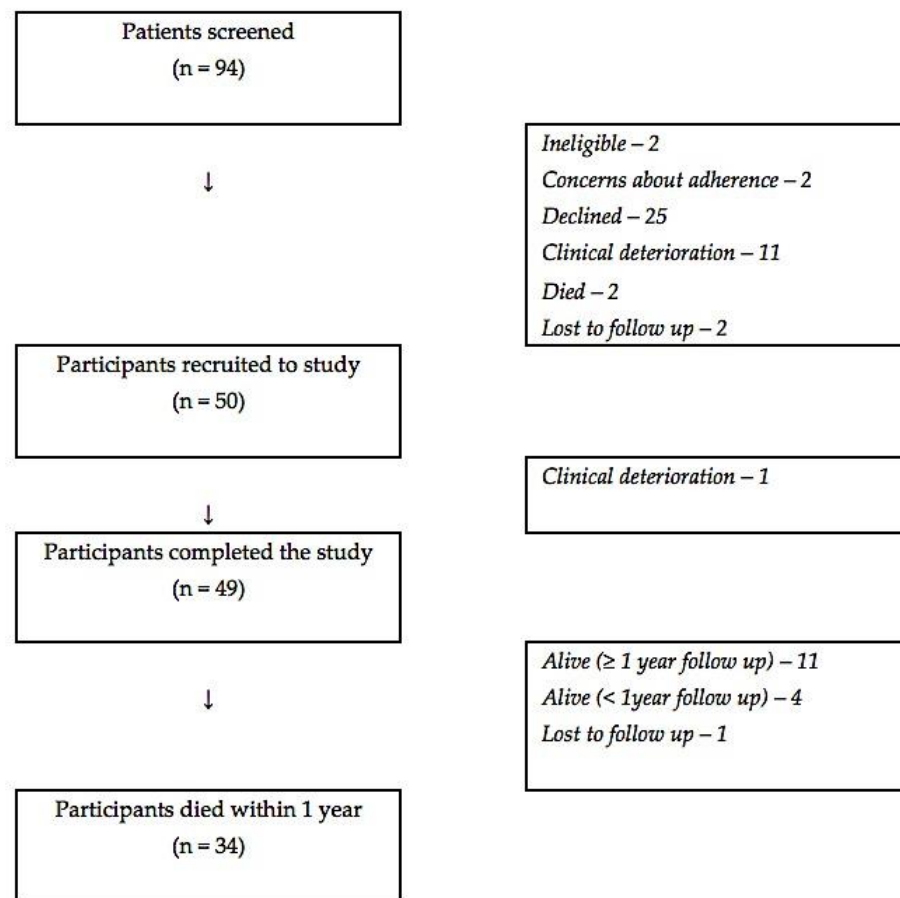 Patients screened
(n = 94)
↓
Ineligible – 2
Concerns about adherence – 2
Declined – 25
Clinical deterioration – 11
Died – 2
Lost to follow up – 2
Participants recruited to study
(n = 50)
↓
Clinical deterioration – 1
Participants completed the study
(n = 49)
↓
Alive (≥ 1 year follow up) – 11
Alive (< 1year follow up) – 4
Lost to follow up – 1
Participants died within 1 year
(n = 34)